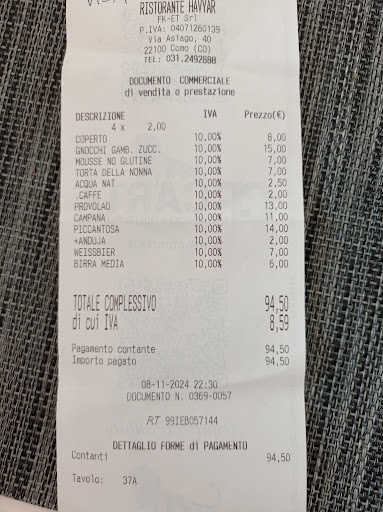 RISTORANTE HAVYAR
FK-ET Srl
P.IVA: 04071260139
Via Asiago, 40
22100 Como (CO)
TEL: 031.2492888
DOCUMENTO COMMERCIALE
di vendita o prestazione
DESCRIZIONE IVA Prezzo(€)
4 x 2,00
COPERTO 10,00% 8,00
GNOCCHI GAMB. ZUCC. 10,00% 15,00
MOUSSE NO GLUTINE 10,00% 7,00
TORTA DELLA NONNA 10,00% 7,00
ACQUA NAT 10,00% 2,50
.CAFFE 10,00% 2,00
PROVOLAO 10,00% 13,00
CAMPANA 10,00% 11,00
PICCANTOSA 10,00% 14,00
+ANDUJA 10,00% 2,00
WEISSBIER 10,00% 7,00
BIRRA MEDIA 10,00% 6,00
TOTALE COMPLESSIVO 94,50
di cui IVA 8,59
Pagamento contante 94,50
Importo pagato 94,50
08-11-2024 22:30
DOCUMENTO N. 0369-0057
RT 99IEB057144
DETTAGLIO FORME di PAGAMENTO
Contanti 94,50
Tavolo: 37A